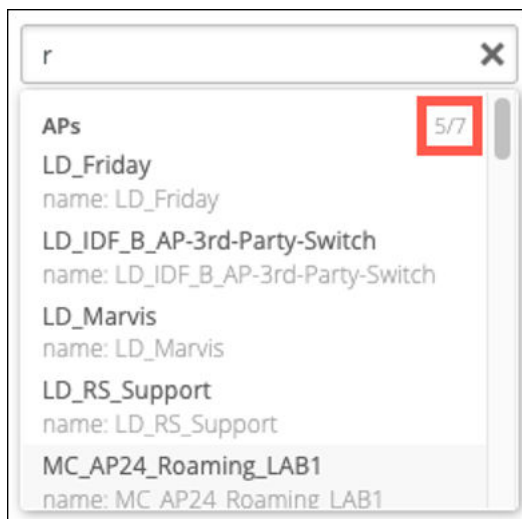 r
APs 5/7
LD_Friday
name: LD_Friday
LD_IDF_B_AP-3rd-Party-Switch
name: LD_IDF_B_AP-3rd-Party-Switch
LD_Marvis
name: LD_Marvis
LD_RS_Support
name: LD_RS_Support
MC_AP24_Roaming_LAB1
name: MC_AP24_Roaming_LAB1